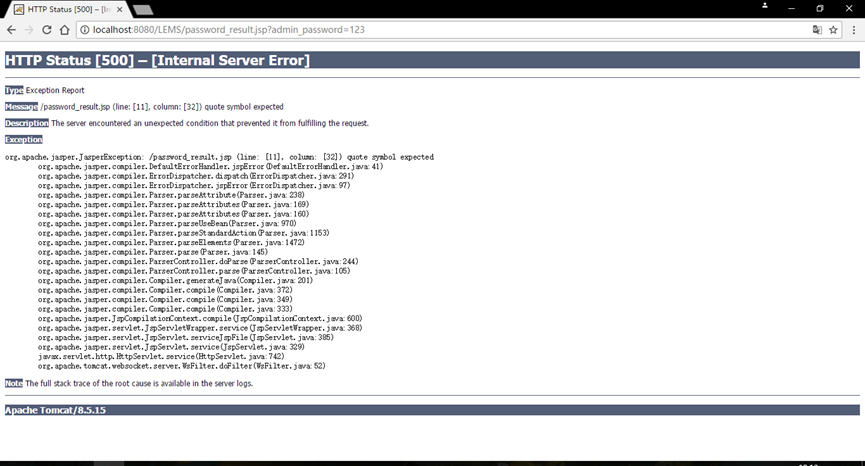 HTTP Status [500] – [In
localhost:8080/LEMS/password_result.jsp?admin_password=123
HTTP Status [500] – [Internal Server Error]
Type Exception Report
Message /password_result.jsp (line: [11], column: [32]) quote symbol expected
Description The server encountered an unexpected condition that prevented it from fulfilling the request.
Exception
org.apache.jasper.JasperException: /password_result.jsp (line: [11], column: [32]) quote symbol expected
org.apache.jasper.compiler.DefaultErrorHandler.jspError(DefaultErrorHandler.java:41)
org.apache.jasper.compiler.ErrorDispatcher.dispatch(ErrorDispatcher.java:291)
org.apache.jasper.compiler.ErrorDispatcher.jspError(ErrorDispatcher.java:97)
org.apache.jasper.compiler.Parser.parseAttribute(Parser.java:238)
org.apache.jasper.compiler.Parser.parseAttributes(Parser.java:169)
org.apache.jasper.compiler.Parser.parseAttributes(Parser.java:160)
org.apache.jasper.compiler.Parser.parseUseBean(Parser.java:970)
org.apache.jasper.compiler.Parser.parseStandardAction(Parser.java:1153)
org.apache.jasper.compiler.Parser.parseElements(Parser.java:1472)
org.apache.jasper.compiler.Parser.parse(Parser.java:145)
org.apache.jasper.compiler.ParserController.doParse(ParserController.java:244)
org.apache.jasper.compiler.ParserController.parse(ParserController.java:105)
org.apache.jasper.compiler.Compiler.generateJava(Compiler.java:201)
org.apache.jasper.compiler.Compiler.compile(Compiler.java:372)
org.apache.jasper.compiler.Compiler.compile(Compiler.java:349)
org.apache.jasper.compiler.Compiler.compile(Compiler.java:333)
org.apache.jasper.JspCompilationContext.compile(JspCompilationContext.java:600)
org.apache.jasper.servlet.JspServletWrapper.service(JspServletWrapper.java:368)
org.apache.jasper.servlet.JspServlet.serviceJspFile(JspServlet.java:385)
org.apache.jasper.servlet.JspServlet.service(JspServlet.java:329)
javax.servlet.http.HttpServlet.service(HttpServlet.java:742)
org.apache.tomcat.websocket.server.WsFilter.doFilter(WsFilter.java:52)
Note The full stack trace of the root cause is available in the server logs.
Apache Tomcat/8.5.15